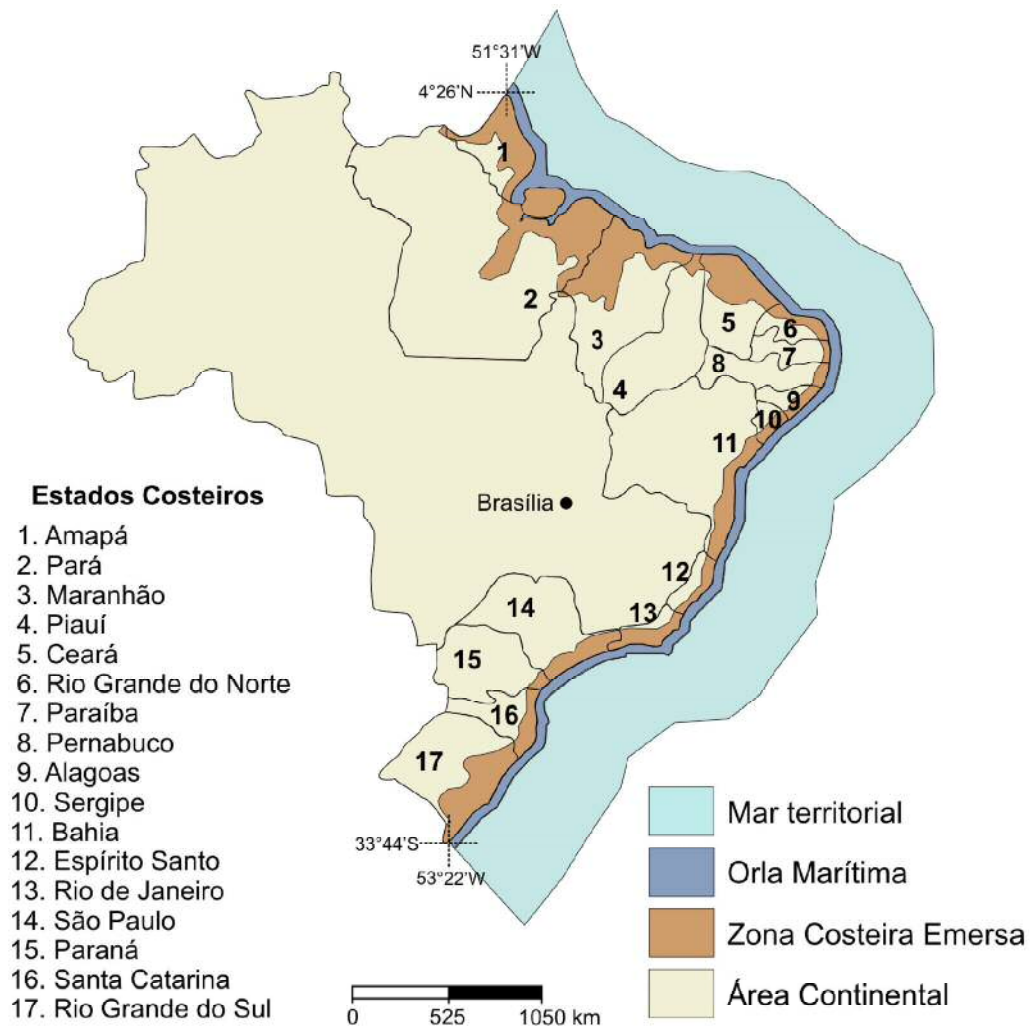 51°31'W
4°26'N
1
2
3
4
5
6
7
8
9
10
11
12
13
14
15
16
17
Brasília
33°44'S
53°22'W
Estados Costeiros
1. Amapá
2. Pará
3. Maranhão
4. Piauí
5. Ceará
6. Rio Grande do Norte
7. Paraíba
8. Pernabuco
9. Alagoas
10. Sergipe
11. Bahia
12. Espírito Santo
13. Rio de Janeiro
14. São Paulo
15. Paraná
16. Santa Catarina
17. Rio Grande do Sul
0 525 1050 km
Mar territorial
Orla Marítima
Zona Costeira Emersa
Área Continental